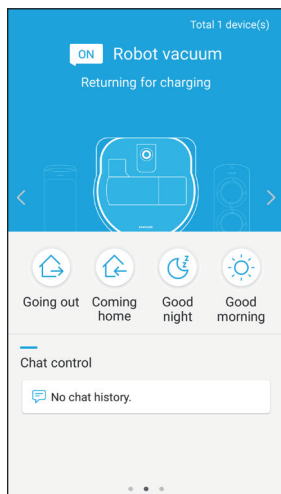 Total 1 device(s)
ON Robot vacuum
Returning for charging
SAMSUNG
Going out
Coming
home
Good
night
Good
morning
Chat control
No chat history.